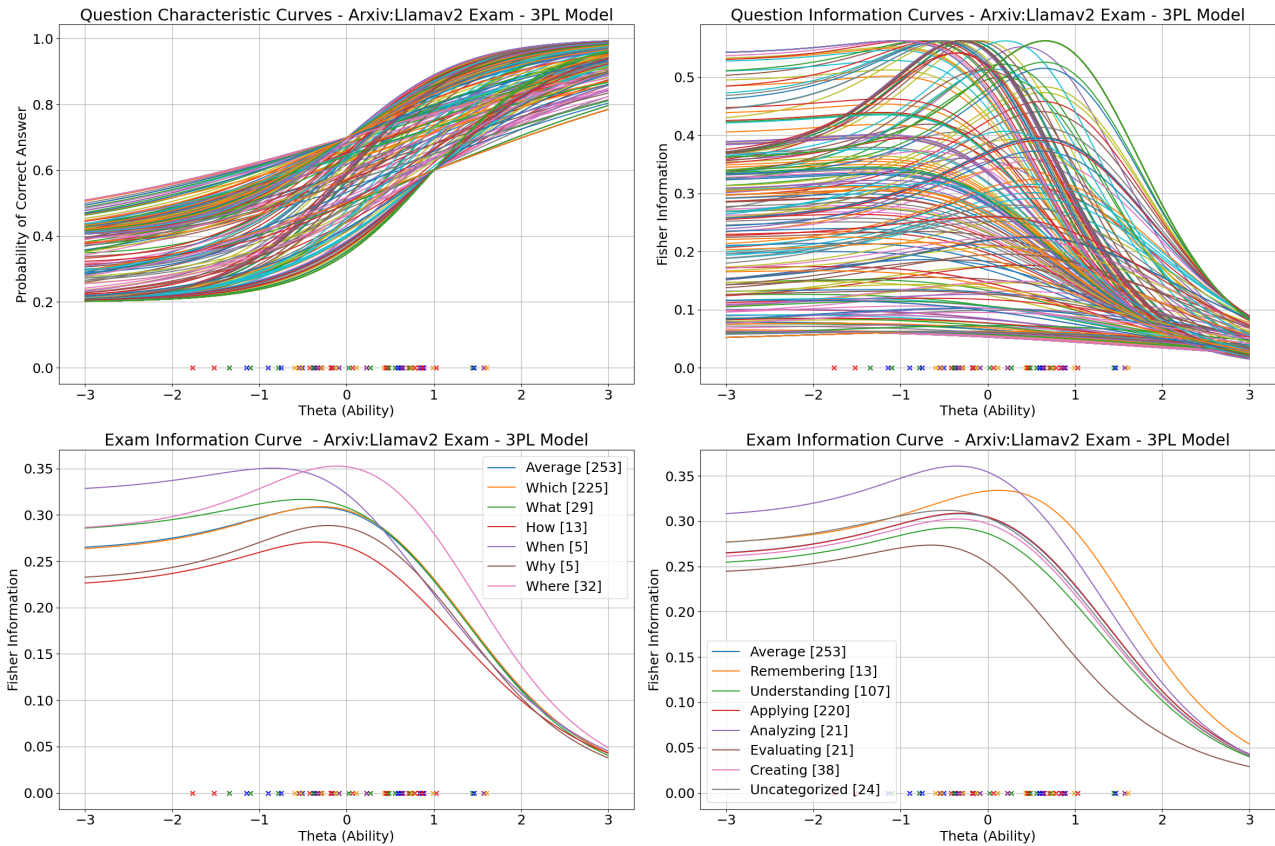 Question Characteristic Curves - Arxiv:Llamav2 Exam - 3PL Model
Probability of Correct Answer
1.0
0.8
0.6
0.4
0.2
0.0
−3 −2 −1 0 1 2 3
Theta (Ability)
Question Information Curves - Arxiv:Llamav2 Exam - 3PL Model
Fisher Information
0.5
0.4
0.3
0.2
0.1
0.0
−3 −2 −1 0 1 2 3
Theta (Ability)
Exam Information Curve - Arxiv:Llamav2 Exam - 3PL Model
Fisher Information
0.35
0.30
0.25
0.20
0.15
0.10
0.05
0.00
Average [253]
Which [225]
What [29]
How [13]
When [5]
Why [5]
Where [32]
−3 −2 −1 0 1 2 3
Theta (Ability)
Exam Information Curve - Arxiv:Llamav2 Exam - 3PL Model
Fisher Information
0.35
0.30
0.25
0.20
0.15
0.10
0.05
0.00
Average [253]
Remembering [13]
Understanding [107]
Applying [220]
Analyzing [21]
Evaluating [21]
Creating [38]
Uncategorized [24]
−3 −2 −1 0 1 2 3
Theta (Ability)